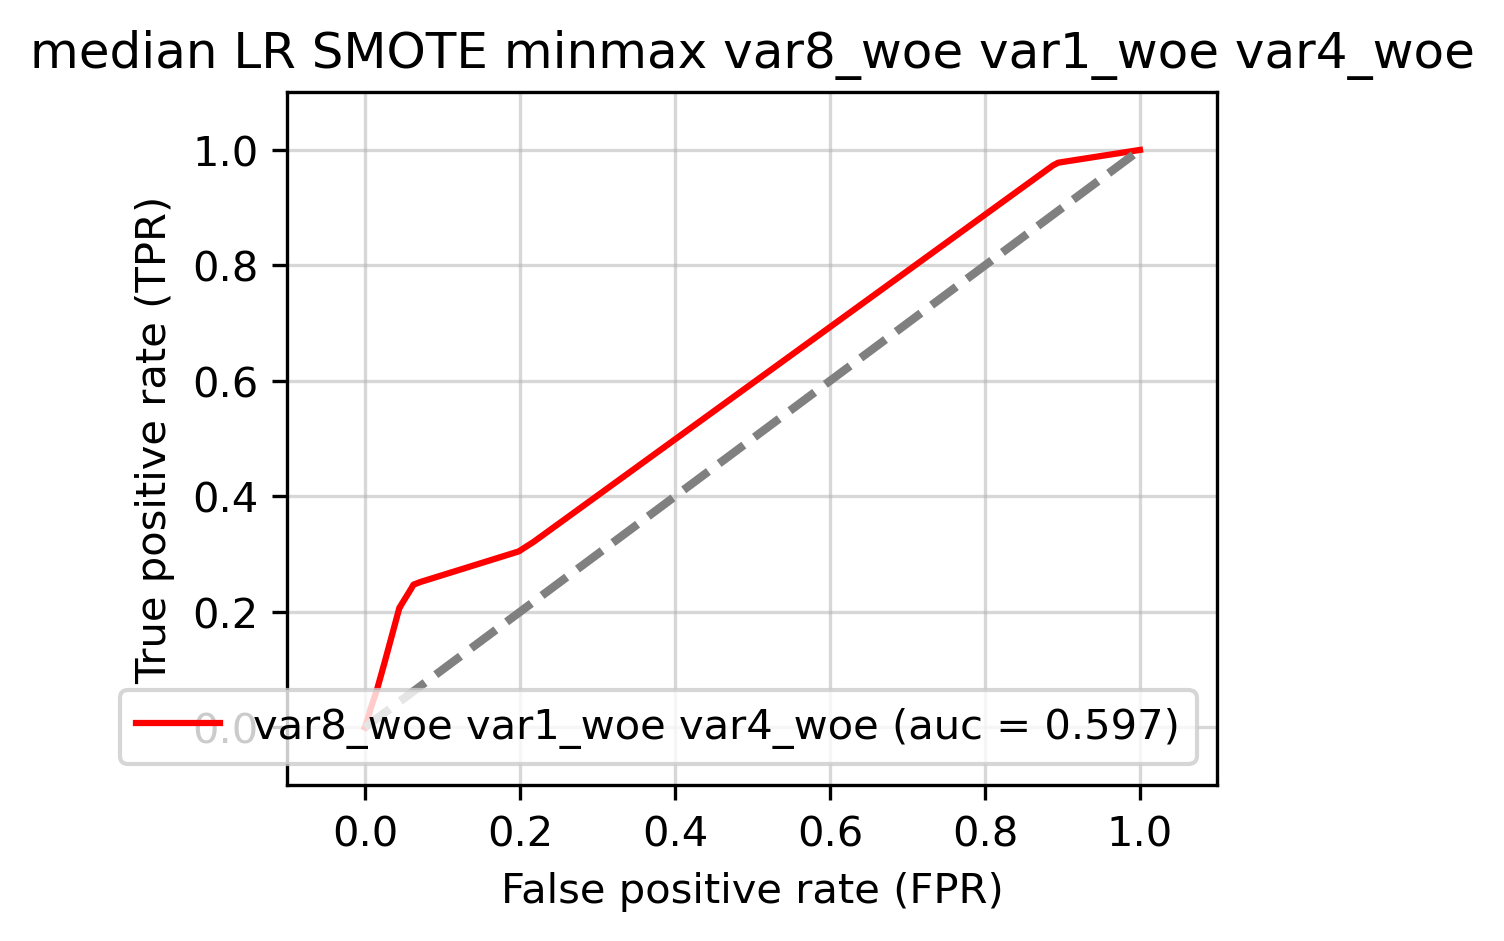 median LR SMOTE minmax var8_woe var1_woe var4_woe
True positive rate (TPR)
1.0
0.8
0.6
0.4
0.2
0.0
var8_woe var1_woe var4_woe (auc = 0.597)
0.0 0.2 0.4 0.6 0.8 1.0
False positive rate (FPR)